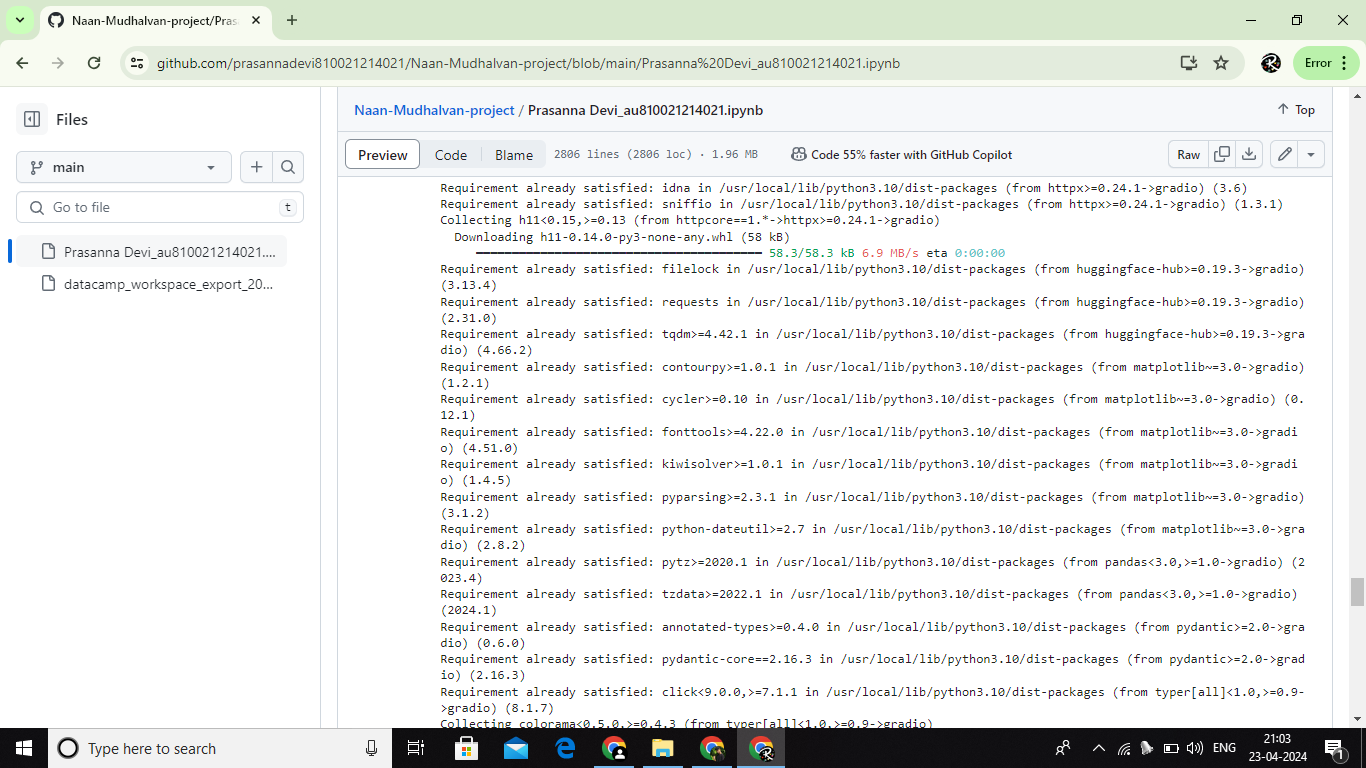 Naan-Mudhalvan-project/Pras
github.com/prasannadevi810021214021/Naan-Mudhalvan-project/blob/main/Prasanna%20Devi_au810021214021.ipynb
Error
Files
main
Go to file
t
Prasanna Devi_au810021214021....
datacamp_workspace_export_20...
Naan-Mudhalvan-project / Prasanna Devi_au810021214021.ipynb
Top
Preview Code Blame 2806 lines (2806 loc) · 1.96 MB Code 55% faster with GitHub Copilot Raw
Requirement already satisfied: idna in /usr/local/lib/python3.10/dist-packages (from httpx>=0.24.1->gradio) (3.6)
Requirement already satisfied: sniffio in /usr/local/lib/python3.10/dist-packages (from httpx>=0.24.1->gradio) (1.3.1)
Collecting h11<0.15,>=0.13 (from httpcore==1.*->httpx>=0.24.1->gradio)
Downloading h11-0.14.0-py3-none-any.whl (58 kB)
58.3/58.3 kB 6.9 MB/s eta 0:00:00
Requirement already satisfied: filelock in /usr/local/lib/python3.10/dist-packages (from huggingface-hub>=0.19.3->gradio)
(3.13.4)
Requirement already satisfied: requests in /usr/local/lib/python3.10/dist-packages (from huggingface-hub>=0.19.3->gradio)
(2.31.0)
Requirement already satisfied: tqdm>=4.42.1 in /usr/local/lib/python3.10/dist-packages (from huggingface-hub>=0.19.3->gra
dio) (4.66.2)
Requirement already satisfied: contourpy>=1.0.1 in /usr/local/lib/python3.10/dist-packages (from matplotlib~=3.0->gradio)
(1.2.1)
Requirement already satisfied: cycler>=0.10 in /usr/local/lib/python3.10/dist-packages (from matplotlib~=3.0->gradio) (0.
12.1)
Requirement already satisfied: fonttools>=4.22.0 in /usr/local/lib/python3.10/dist-packages (from matplotlib~=3.0->gradi
o) (4.51.0)
Requirement already satisfied: kiwisolver>=1.0.1 in /usr/local/lib/python3.10/dist-packages (from matplotlib~=3.0->gradi
o) (1.4.5)
Requirement already satisfied: pyparsing>=2.3.1 in /usr/local/lib/python3.10/dist-packages (from matplotlib~=3.0->gradio)
(3.1.2)
Requirement already satisfied: python-dateutil>=2.7 in /usr/local/lib/python3.10/dist-packages (from matplotlib~=3.0->gra
dio) (2.8.2)
Requirement already satisfied: pytz>=2020.1 in /usr/local/lib/python3.10/dist-packages (from pandas<3.0,>=1.0->gradio) (2
023.4)
Requirement already satisfied: tzdata>=2022.1 in /usr/local/lib/python3.10/dist-packages (from pandas<3.0,>=1.0->gradio)
(2024.1)
Requirement already satisfied: annotated-types>=0.4.0 in /usr/local/lib/python3.10/dist-packages (from pydantic>=2.0->gra
dio) (0.6.0)
Requirement already satisfied: pydantic-core==2.16.3 in /usr/local/lib/python3.10/dist-packages (from pydantic>=2.0->grad
io) (2.16.3)
Requirement already satisfied: click<9.0.0,>=7.1.1 in /usr/local/lib/python3.10/dist-packages (from typer[all]<1.0,>=0.9-
>gradio) (8.1.7)
Collecting colorama<0.5.0,>=0.4.3 (from typer[all]<1.0,>=0.9->gradio)
Type here to search
ENG
21:03
23-04-2024
1